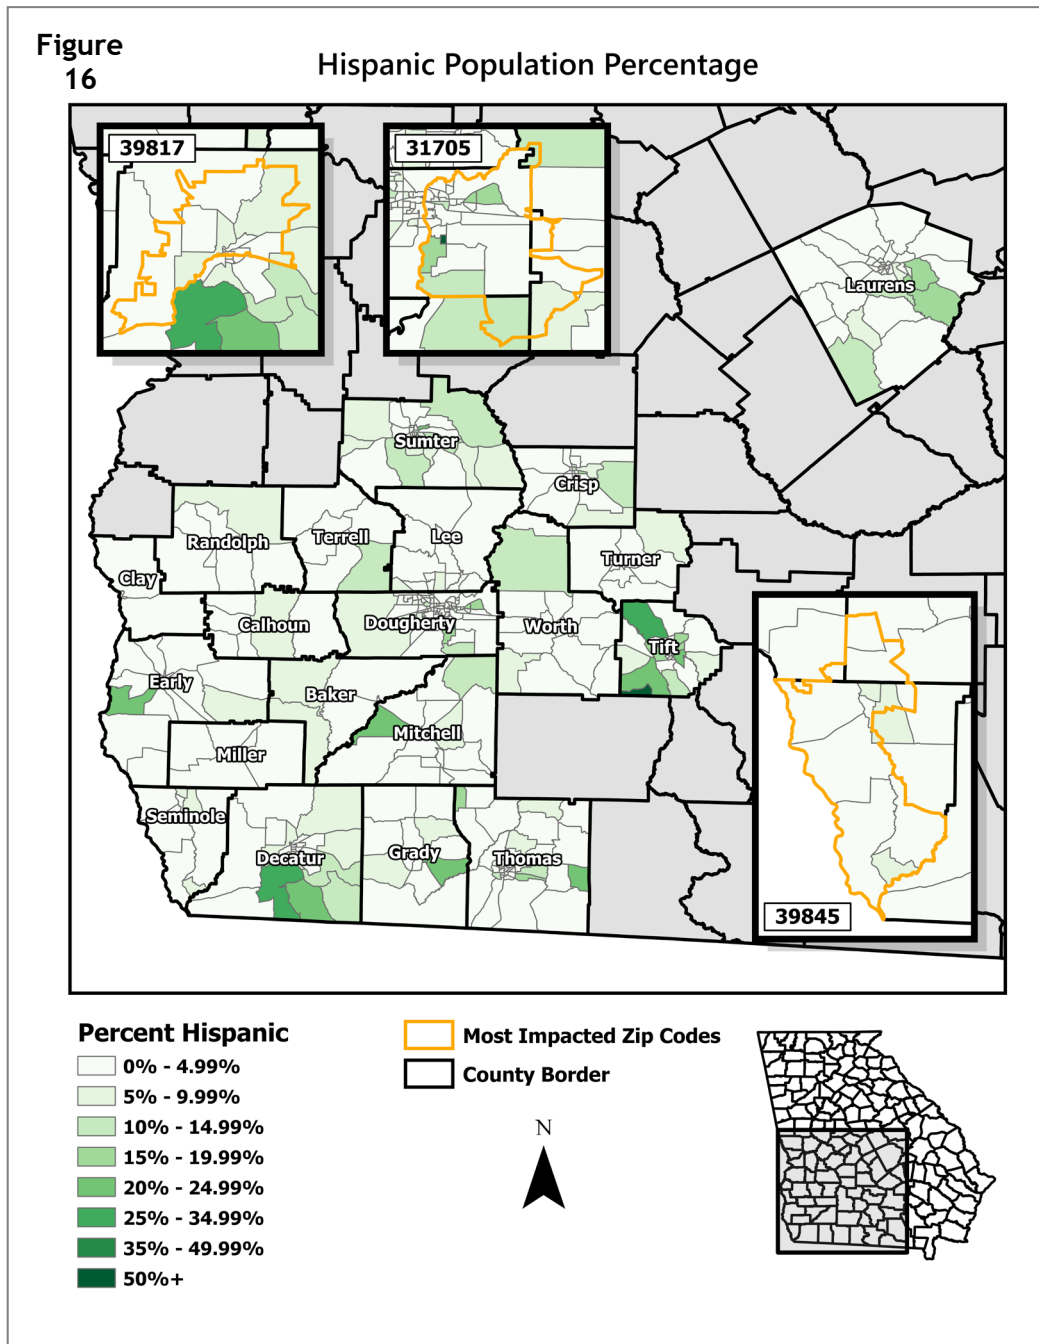 Figure
16
Hispanic Population Percentage
39817
31705
Laurens
Sumter
Crisp
Randolph
Terrell
Lee
Turner
Clay
Calhoun
Dougherty
Worth
Tift
Early
Baker
Mitchell
Miller
Seminole
Decatur
Grady
Thomas
39845
Percent Hispanic
0% - 4.99%
5% - 9.99%
10% - 14.99%
15% - 19.99%
20% - 24.99%
25% - 34.99%
35% - 49.99%
50%+
Most Impacted Zip Codes
County Border
N